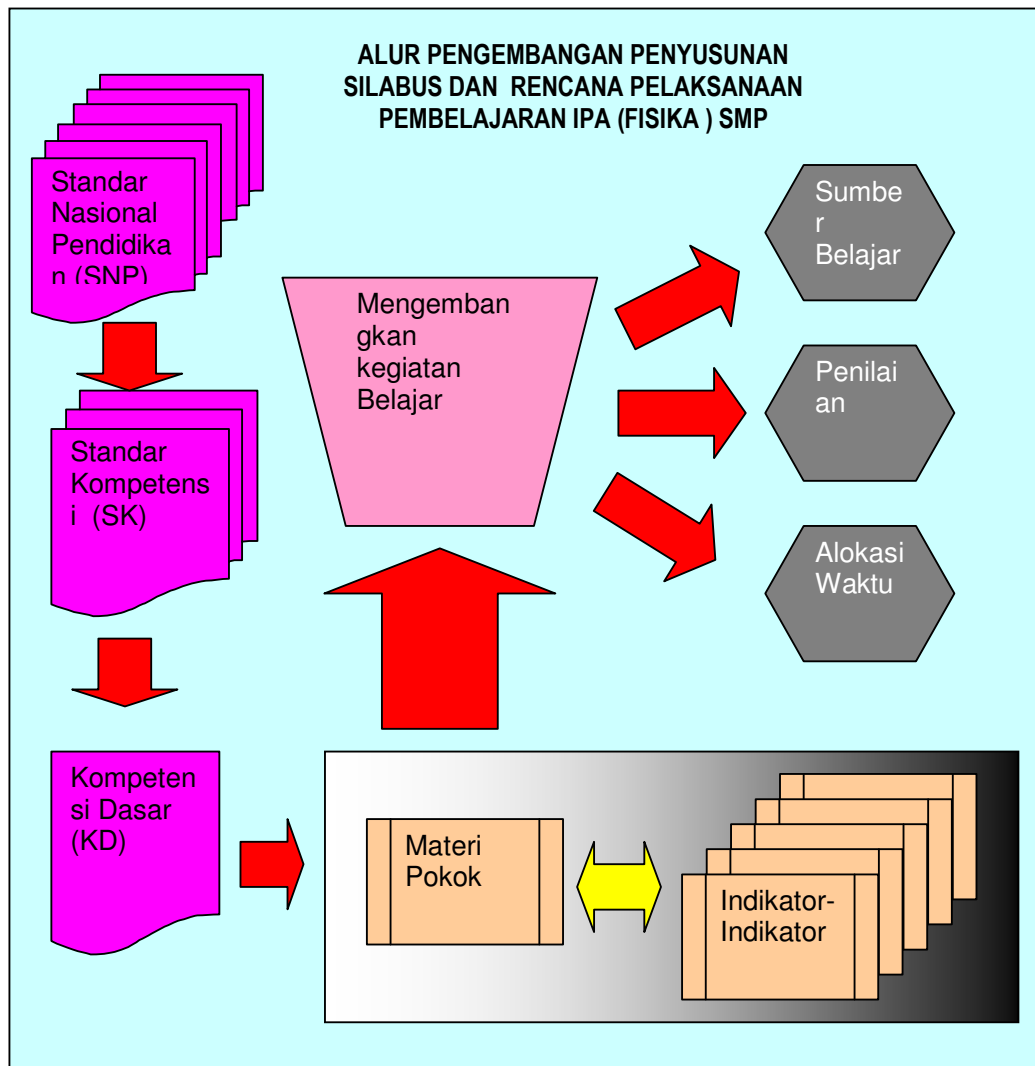 ALUR PENGEMBANGAN PENYUSUNAN
SILABUS DAN RENCANA PELAKSANAAN
PEMBELAJARAN IPA (FISIKA ) SMP
Standar
Nasional
Pendidika
n (SNP)
Sumbe
r
Belajar
Mengemban
gkan
kegiatan
Belajar
Penilai
an
Standar
Kompetens
i (SK)
Alokasi
Waktu
Kompeten
si Dasar
(KD)
Materi
Pokok
Indikator-
Indikator